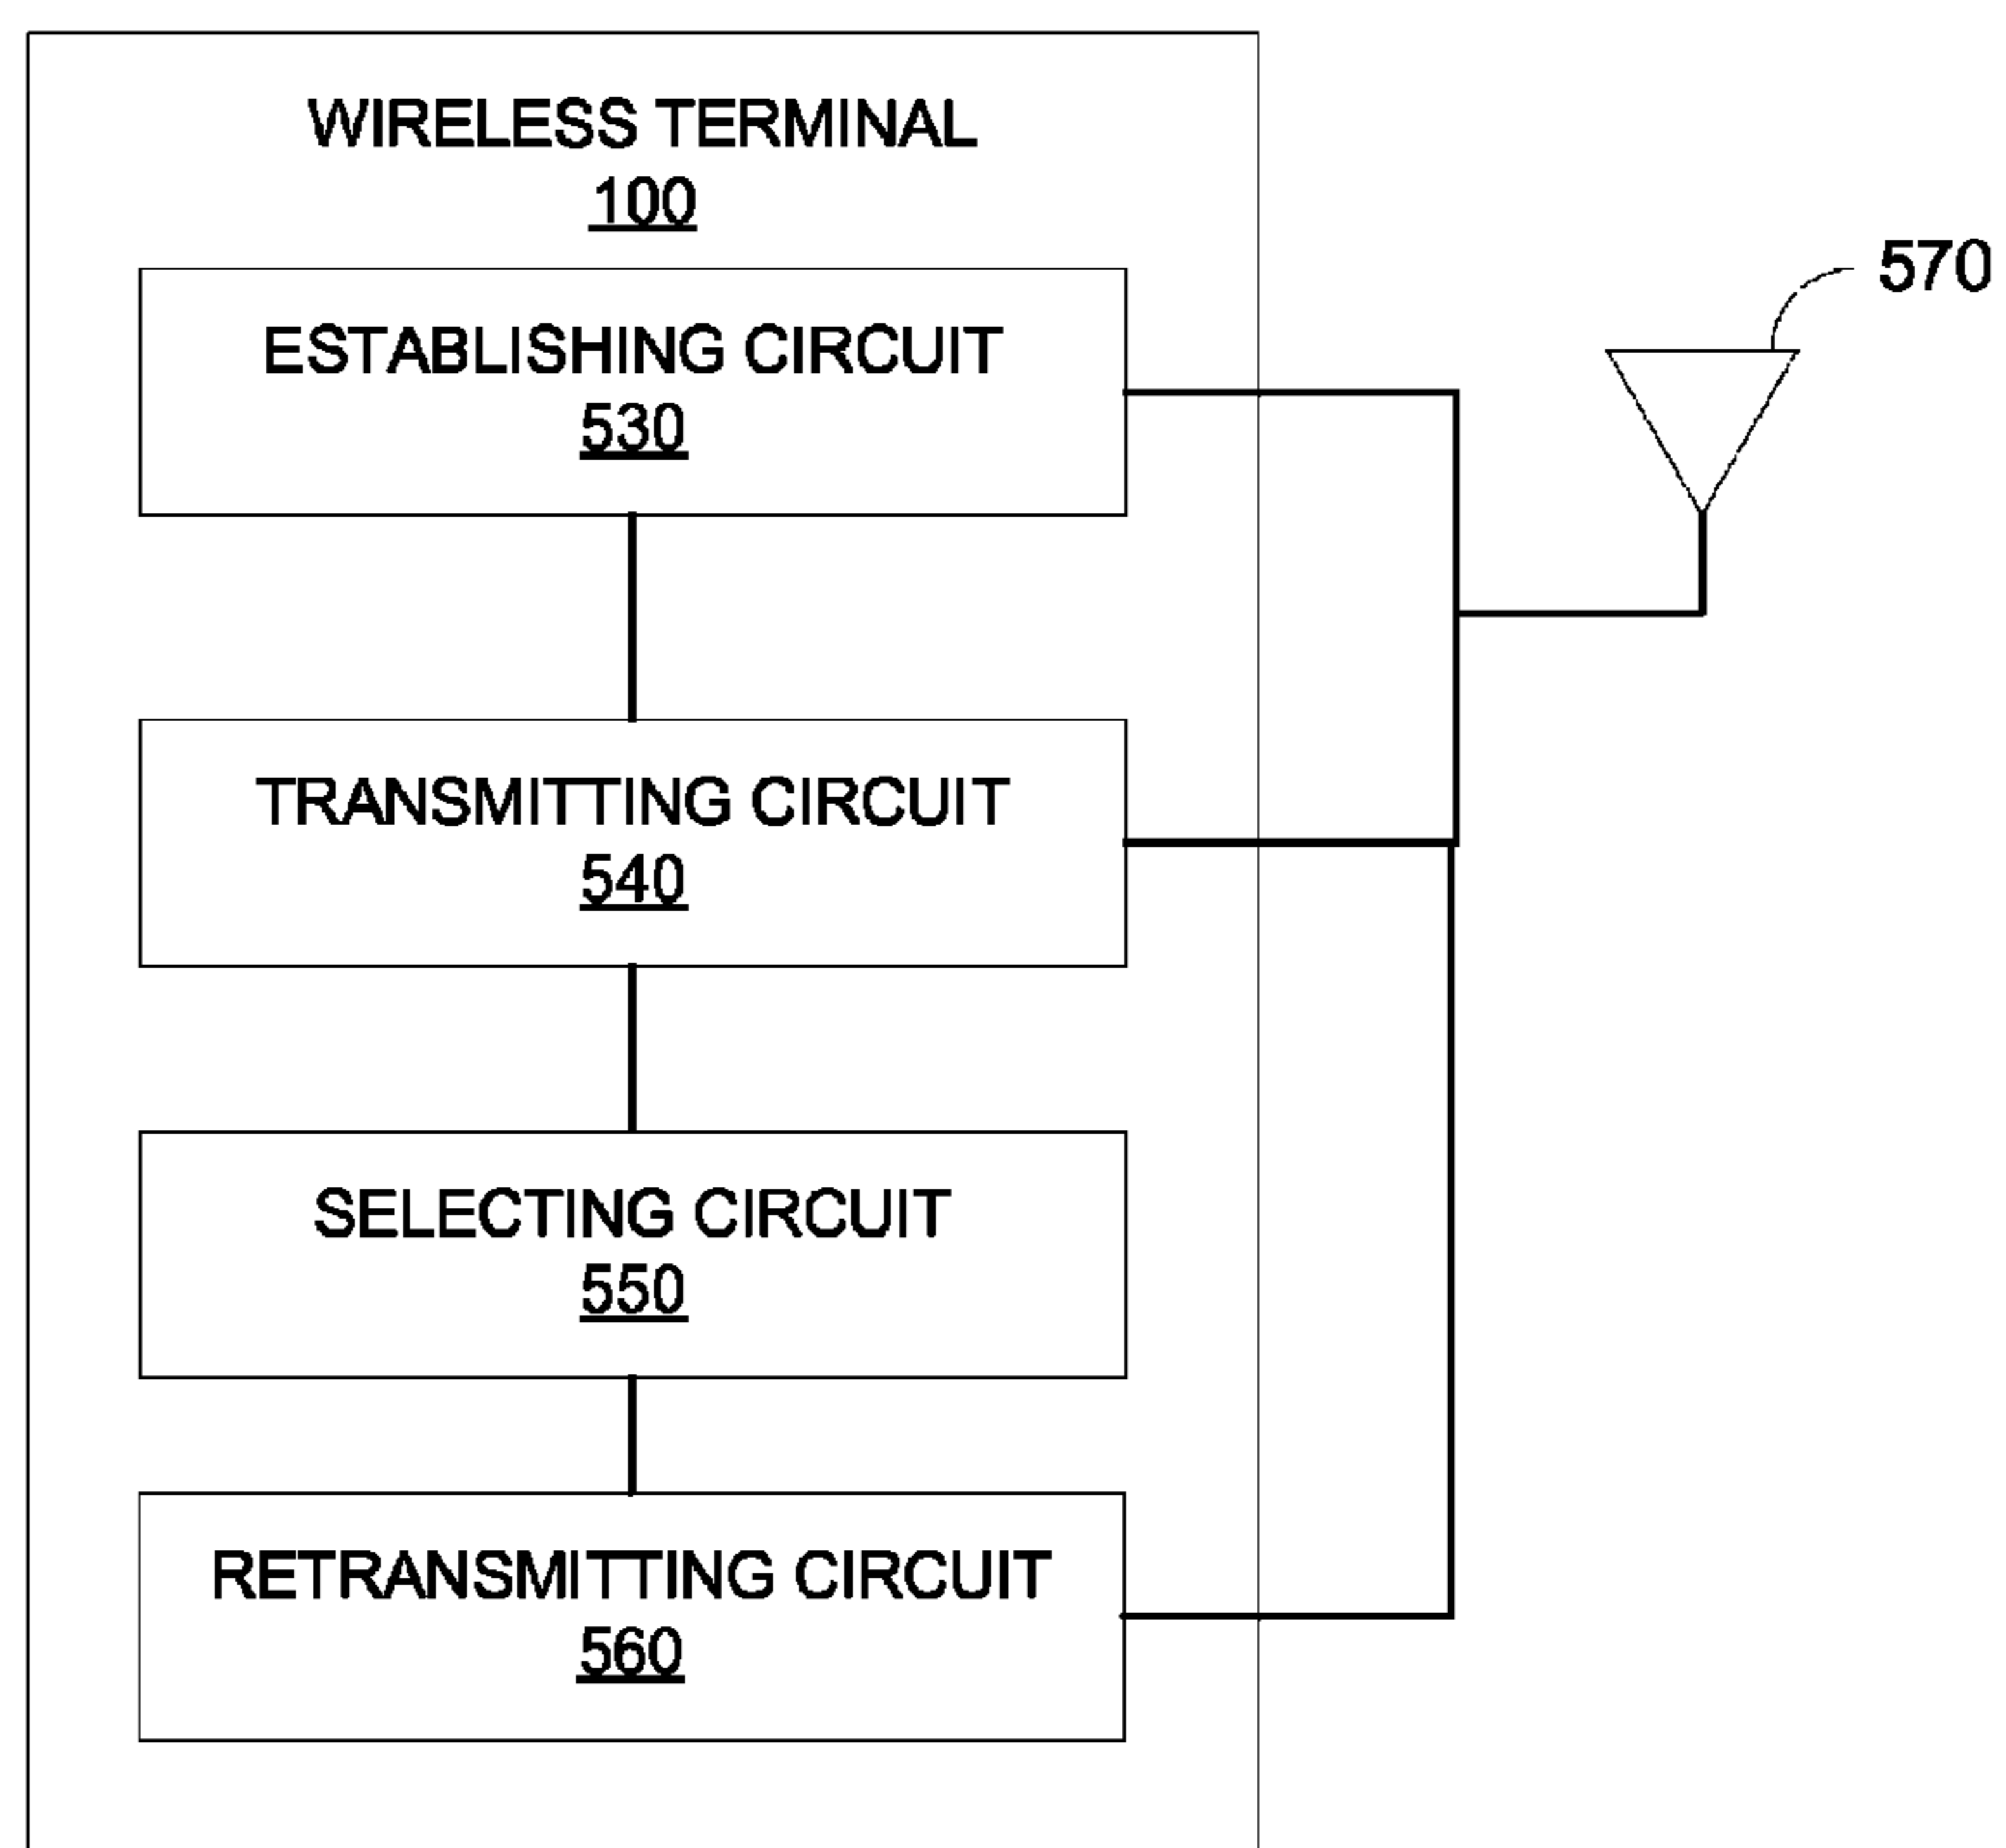 WIRELESS TERMINAL
100
570
ESTABLISHING CIRCUIT
530
TRANSMITTING CIRCUIT
540
SELECTING CIRCUIT
550
RETRANSMITTING CIRCUIT
560